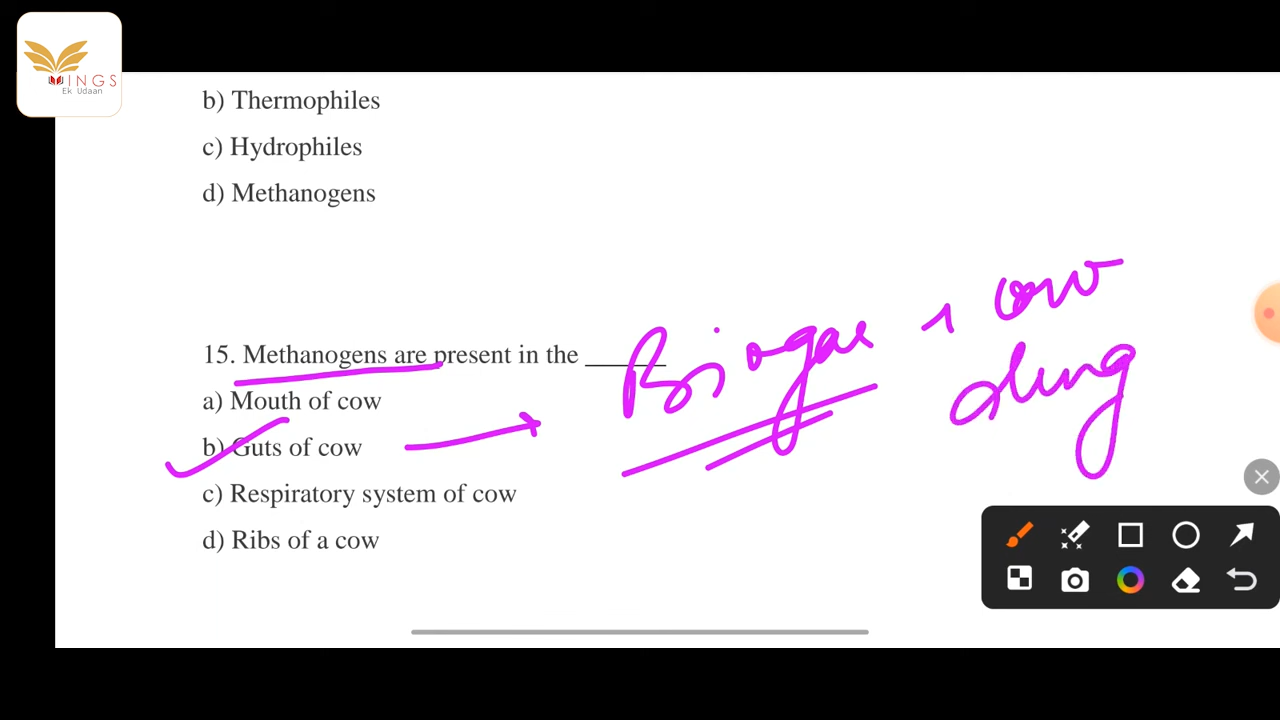 WINGS
Ek Udaan
b) Thermophiles
c) Hydrophiles
d) Methanogens
15. Methanogens are present in the ______
a) Mouth of cow
b) Guts of cow
c) Respiratory system of cow
d) Ribs of a cow
Biogas
cow
dung